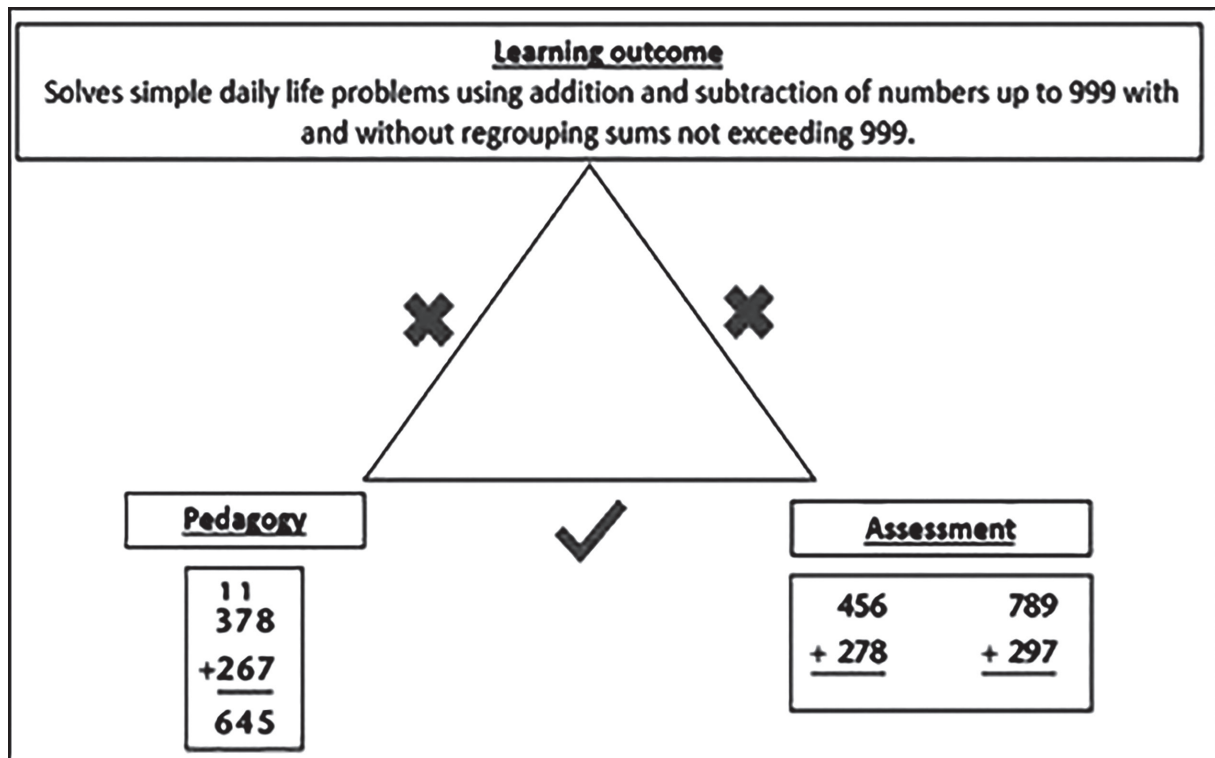 Learning outcome
Solves simple daily life problems using addition and subtraction of numbers up to 999 with
and without regrouping sums not exceeding 999.
Pedagogy
11
378
+267
645
Assessment
456 789
+ 278 + 297